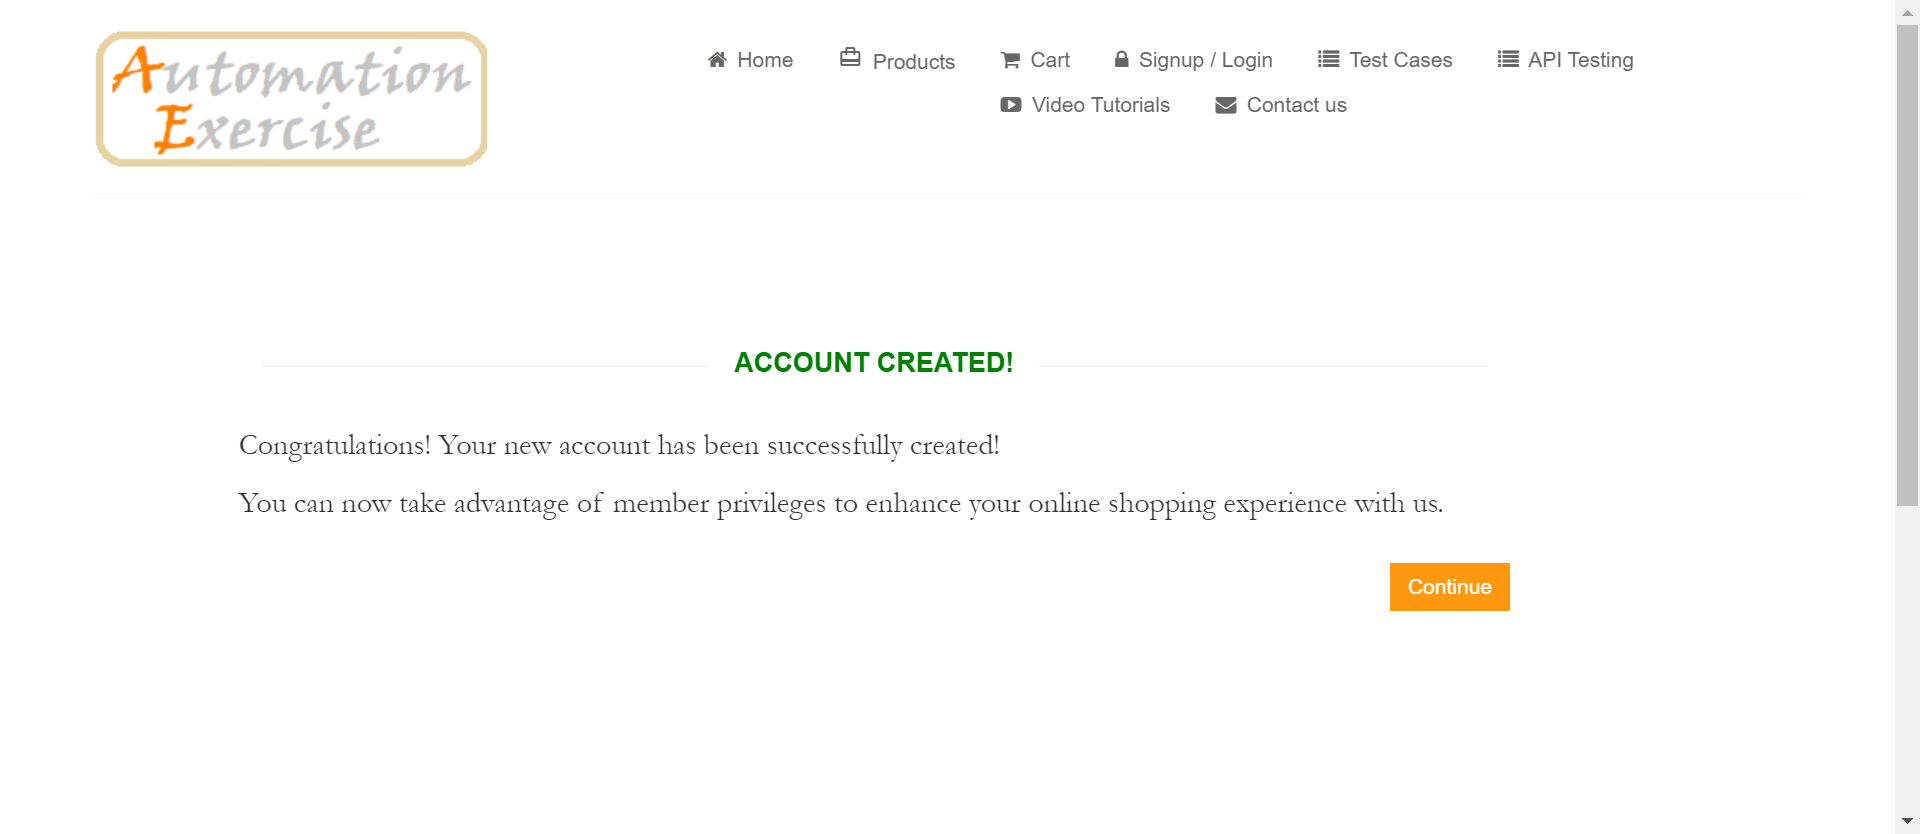 Automation
Exercise
Home Products Cart Signup / Login Test Cases API Testing
Video Tutorials Contact us
ACCOUNT CREATED!
Congratulations! Your new account has been successfully created!
You can now take advantage of member privileges to enhance your online shopping experience with us.
Continue